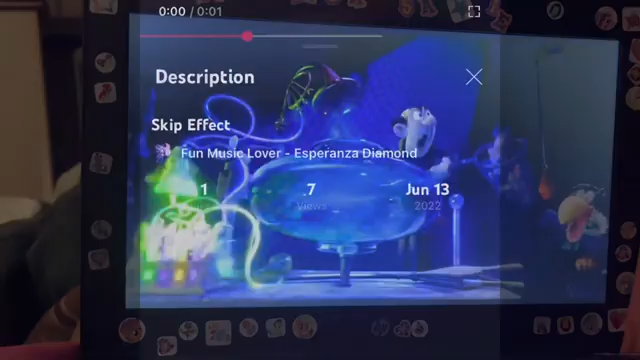 0:00 / 0:01
Description
Skip Effect
Fun Music Lover - Esperanza Diamond
1 7 Jun 13
Views 2022